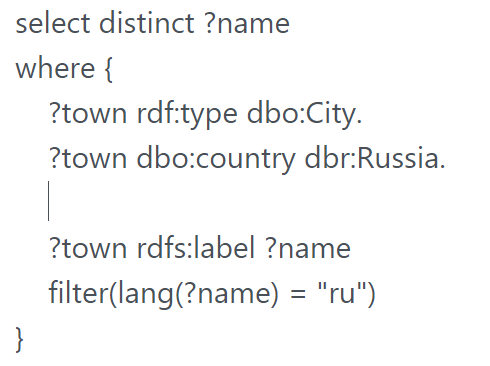 select distinct ?name
where {
?town rdf:type dbo:City.
?town dbo:country dbr:Russia.
?town rdfs:label ?name
filter(lang(?name) = "ru")
}